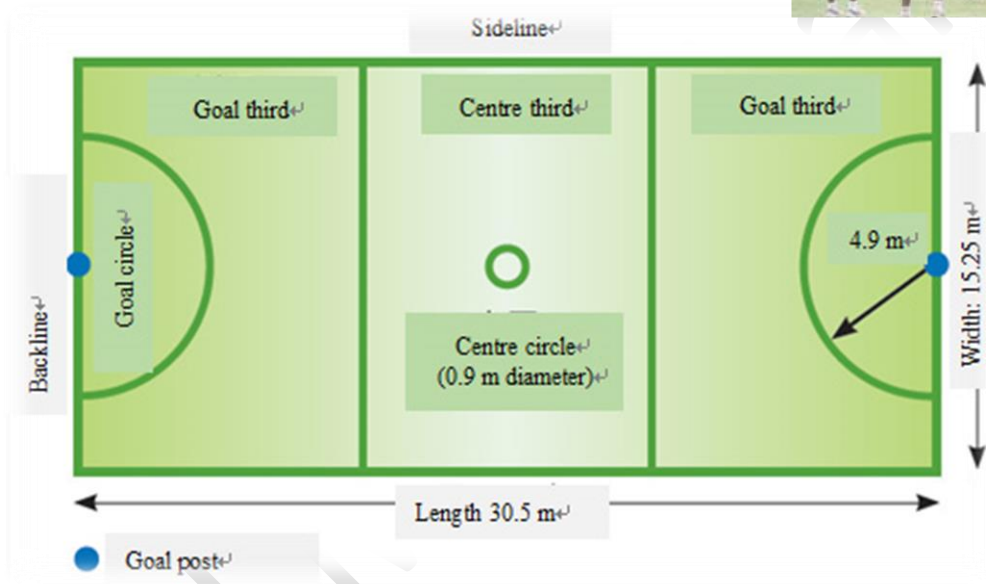 Sideline
Goal third
Centre third
Goal third
4.9 m
Goal circle
Backline
Width: 15.25 m
Centre circle
(0.9 m diameter)
Length 30.5 m
Goal post